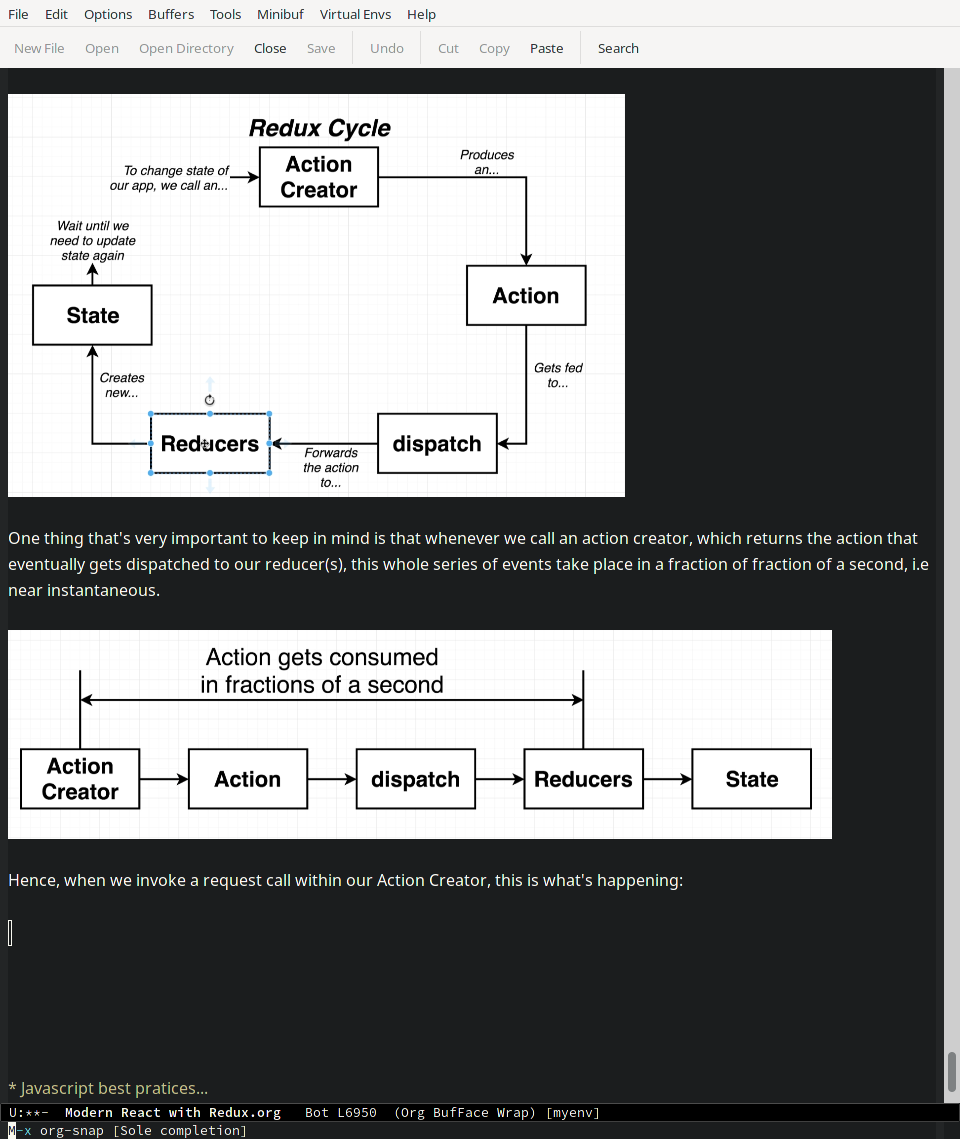 File Edit Options Buffers Tools Minibuf Virtual Envs Help
New File Open Open Directory Close Save Undo Cut Copy Paste Search
Redux Cycle
To change state of
our app, we call an...
Action
Creator
Produces
an...
Wait until we
need to update
state again
State
Action
Creates
new...
Gets fed
to...
Reducers
Forwards
the action
to...
dispatch
One thing that's very important to keep in mind is that whenever we call an action creator, which returns the action that
eventually gets dispatched to our reducer(s), this whole series of events take place in a fraction of fraction of a second, i.e
near instantaneous.
Action gets consumed
in fractions of a second
Action
Creator
Action
dispatch
Reducers
State
Hence, when we invoke a request call within our Action Creator, this is what's happening:
* Javascript best pratices...
U:**- Modern React with Redux.org Bot L6950 (Org BufFace Wrap) [myenv]
M-x org-snap [Sole completion]